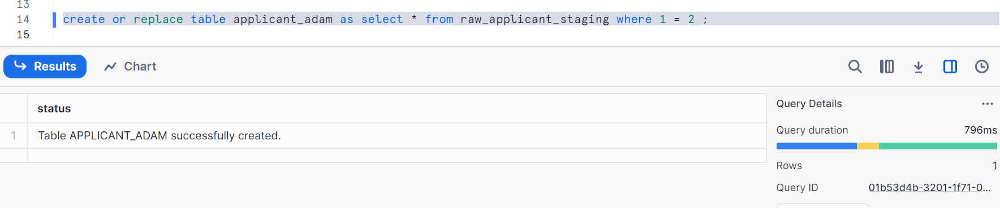 13
14 create or replace table applicant_adam as select * from raw_applicant_staging where 1 = 2 ;
15
Results Chart
status
1 Table APPLICANT_ADAM successfully created.
Query Details
Query duration 796ms
Rows 1
Query ID 01b53d4b-3201-1f71-0...